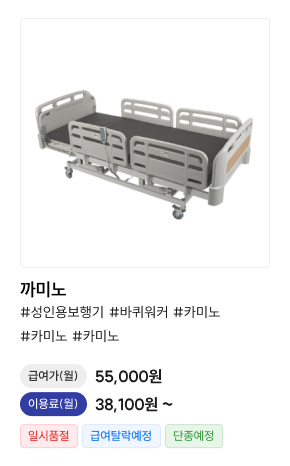 까미노
#성인용보행기 #바퀴워커 #카미노
#카미노 #카미노
급여가(월) 55,000원
이용료(월) 38,100원 ~
일시품절 급여탈락예정 단종예정